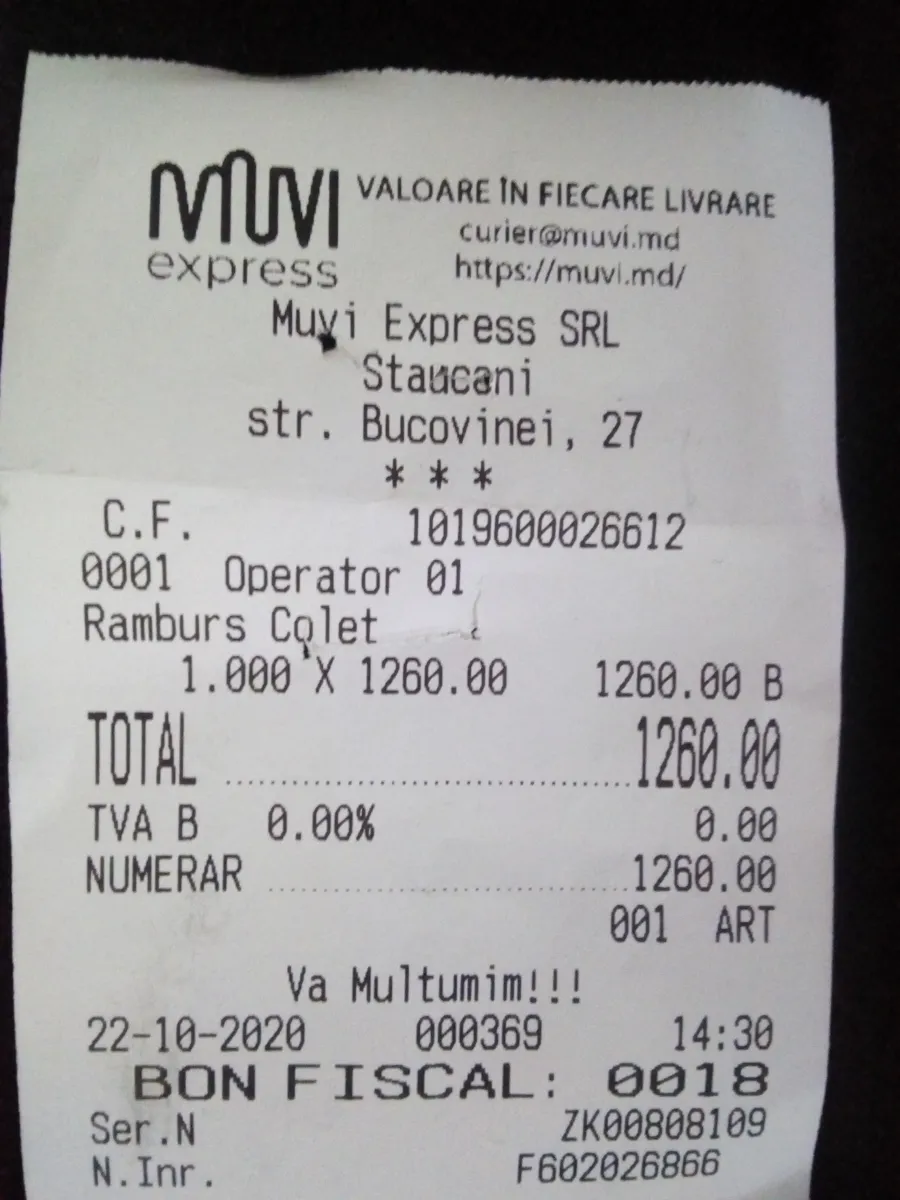 MUVI express
VALOARE ÎN FIECARE LIVRARE
curier@muvi.md
https://muvi.md/
Muvi Express SRL
Staucani
str. Bucovinei, 27
* * *
C.F. 1019600026612
0001 Operator 01
Ramburs Colet
1.000 X 1260.00 1260.00 B
TOTAL ........................... 1260.00
TVA B 0.00% 0.00
NUMERAR ........................... 1260.00
001 ART
Va Multumim!!!
22-10-2020 000369 14:30
BON FISCAL: 0018
Ser.N ZK00808109
N.Inr. F602026866